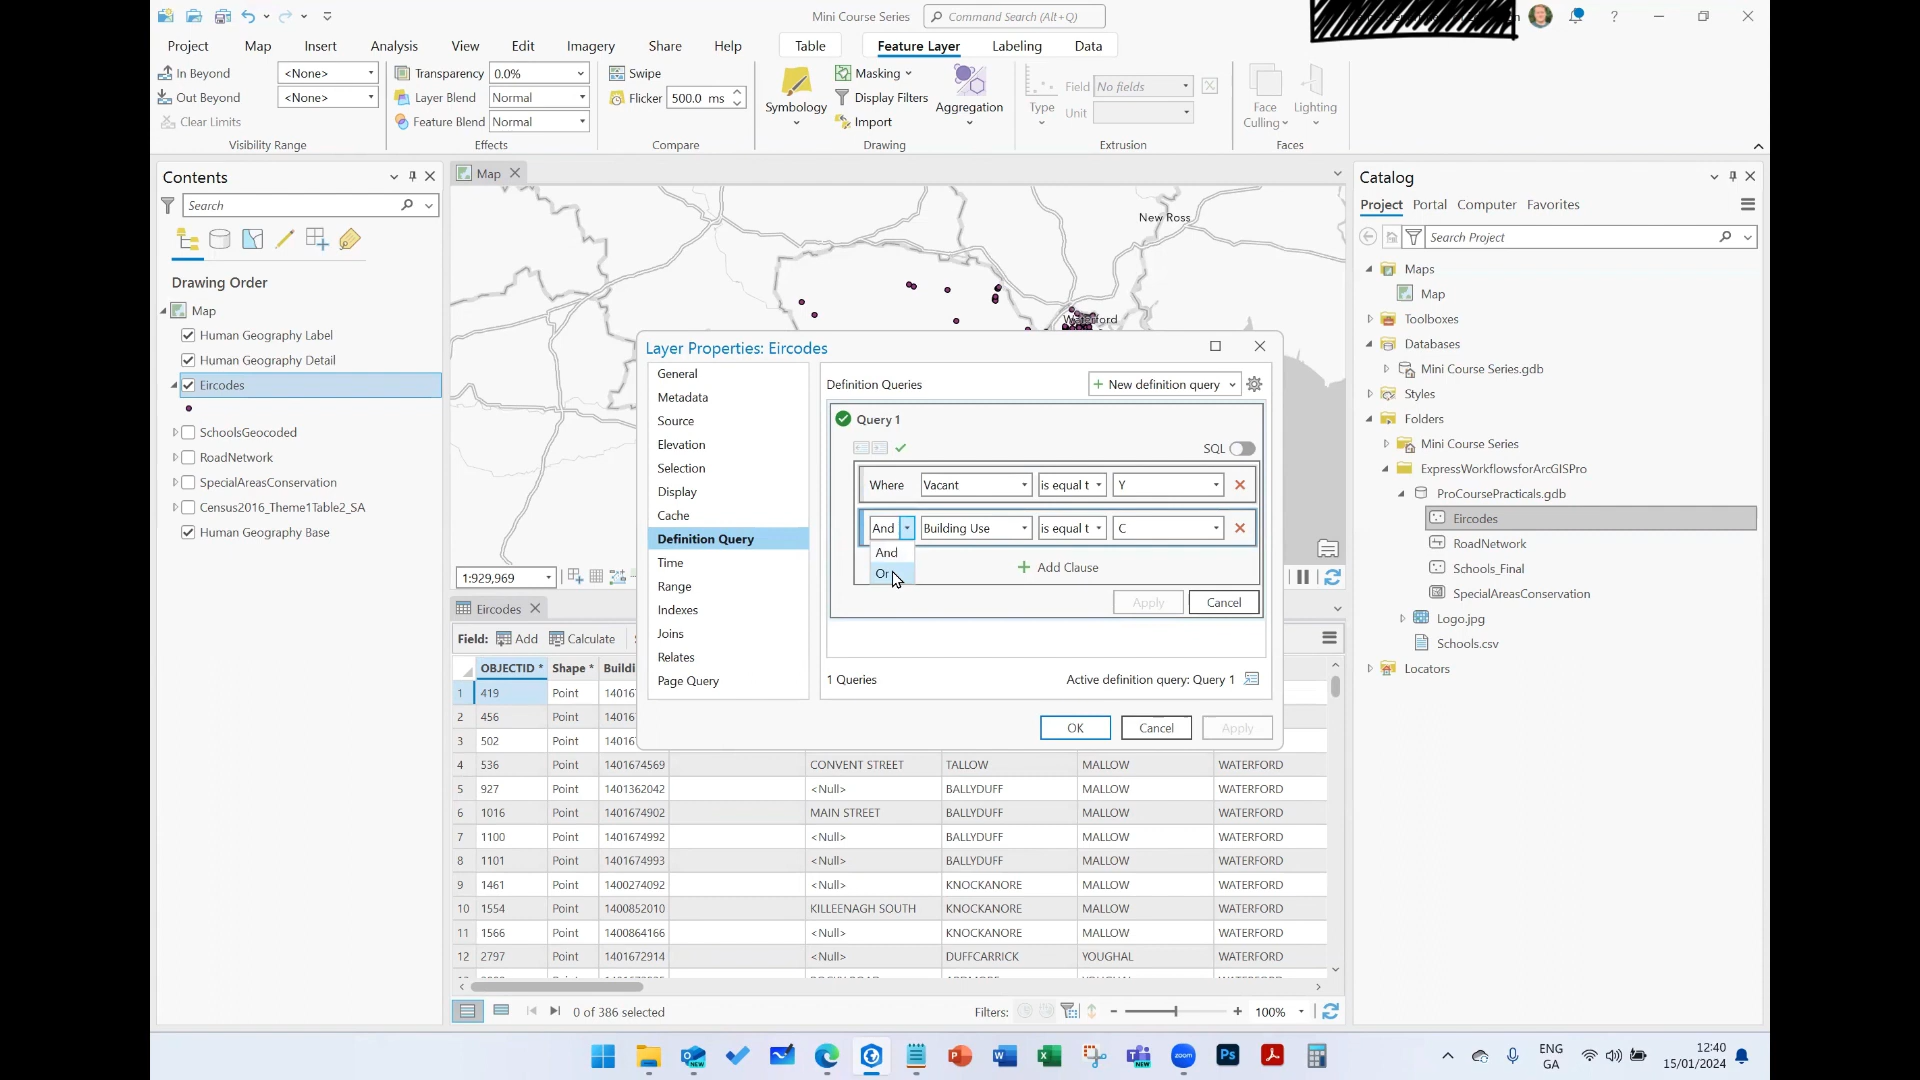 Mini Course Series
Command Search (Alt+Q)
?
Project
Map
Insert
Analysis
View
Edit
Imagery
Share
Help
Table
Feature Layer
Labeling
Data
In Beyond
<None>
Out Beyond
<None>
Clear Limits
Visibility Range
Transparency
0.0%
Layer Blend
Normal
Feature Blend
Normal
Effects
Swipe
Flicker
500.0 ms
Compare
Symbology
Masking
Display Filters
Import
Aggregation
Drawing
Type
Field
No fields
Unit
Extrusion
Face
Culling
Lighting
Faces
Contents
Search
Drawing Order
Map
Human Geography Label
Human Geography Detail
Eircodes
SchoolsGeocoded
RoadNetwork
SpecialAreasConservation
Census2016_Theme1Table2_SA
Human Geography Base
Map
New Ross
Waterford
1:929,969
Layer Properties: Eircodes
General
Metadata
Source
Elevation
Selection
Display
Cache
Definition Query
Time
Range
Indexes
Joins
Relates
Page Query
Definition Queries
New definition query
Query 1
SQL
Where
Vacant
is equal t
Y
And
Building Use
is equal t
C
And
Or
Add Clause
Apply
Cancel
1 Queries
Active definition query: Query 1
OK
Cancel
Apply
Eircodes
Field:
Add
Calculate
OBJECTID *
Shape *
Buildi
1 419 Point 14016
2 456 Point 14016
3 502 Point 14016
4 536 Point 1401674569 CONVENT STREET TALLOW MALLOW WATERFORD
5 927 Point 1401362042 <Null> BALLYDUFF MALLOW WATERFORD
6 1016 Point 1401674902 MAIN STREET BALLYDUFF MALLOW WATERFORD
7 1100 Point 1401674992 <Null> BALLYDUFF MALLOW WATERFORD
8 1101 Point 1401674993 <Null> BALLYDUFF MALLOW WATERFORD
9 1461 Point 1400274092 <Null> KNOCKANORE MALLOW WATERFORD
10 1554 Point 1400852010 KILLEENAGH SOUTH KNOCKANORE MALLOW WATERFORD
11 1566 Point 1400864166 <Null> KNOCKANORE MALLOW WATERFORD
12 2797 Point 1401672914 <Null> DUFFCARRICK YOUGHAL WATERFORD
0 of 386 selected
Filters:
100%
Catalog
Project
Portal
Computer
Favorites
Search Project
Maps
Map
Toolboxes
Databases
Mini Course Series.gdb
Styles
Folders
Mini Course Series
ExpressWorkflowsforArcGISPro
ProCoursePracticals.gdb
Eircodes
RoadNetwork
Schools_Final
SpecialAreasConservation
Logo.jpg
Schools.csv
Locators
NEW
NEW
zoom
Ps
ENG
GA
12:40
15/01/2024